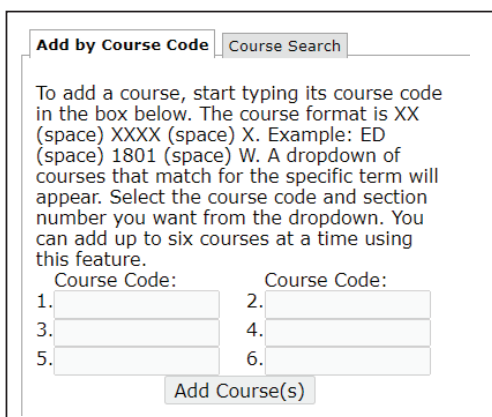 Add by Course Code Course Search
To add a course, start typing its course code
in the box below. The course format is XX
(space) XXXX (space) X. Example: ED
(space) 1801 (space) W. A dropdown of
courses that match for the specific term will
appear. Select the course code and section
number you want from the dropdown. You
can add up to six courses at a time using
this feature.
Course Code: Course Code:
1. 2.
3. 4.
5. 6.
Add Course(s)